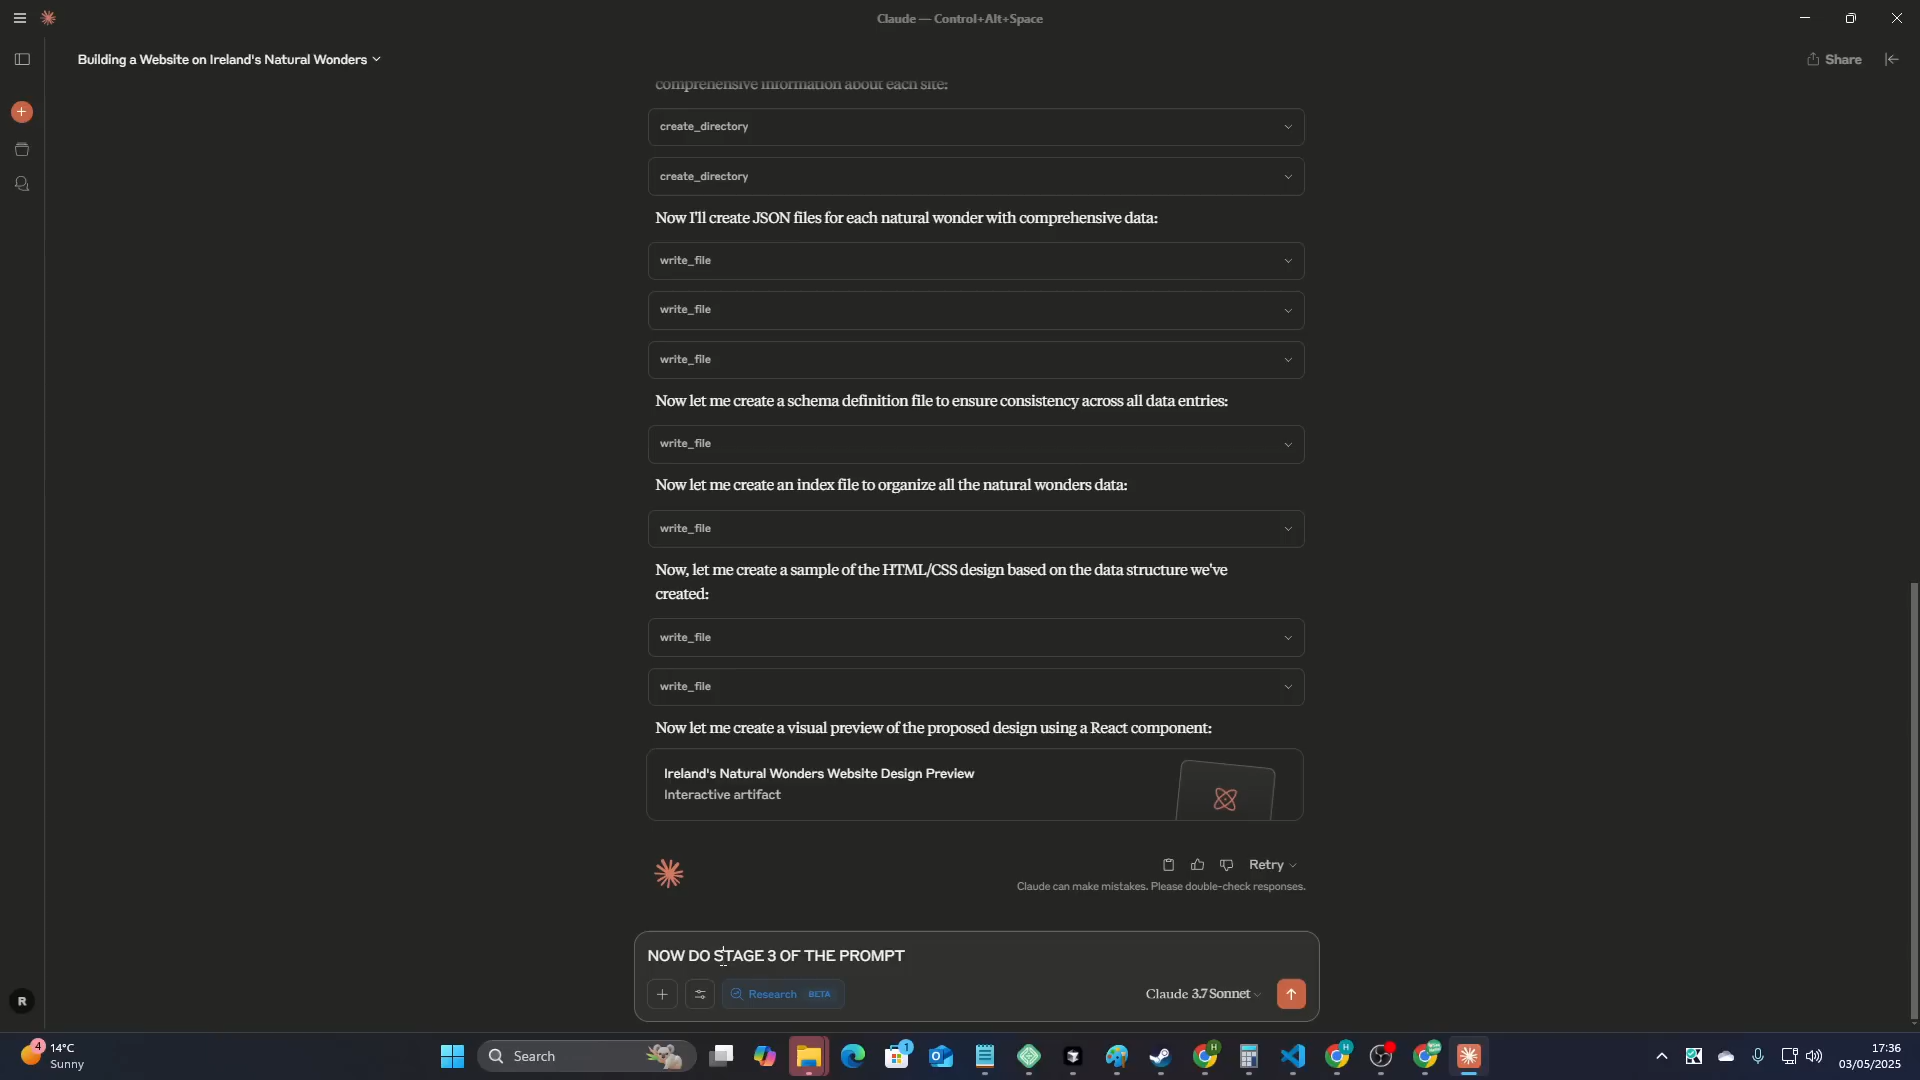 Claude — Control+Alt+Space
Building a Website on Ireland's Natural Wonders
Share
comprehensive information about each site:
create_directory
create_directory
Now I'll create JSON files for each natural wonder with comprehensive data:
write_file
write_file
write_file
Now let me create a schema definition file to ensure consistency across all data entries:
write_file
Now let me create an index file to organize all the natural wonders data:
write_file
Now, let me create a sample of the HTML/CSS design based on the data structure we've
created:
write_file
write_file
Now let me create a visual preview of the proposed design using a React component:
Ireland's Natural Wonders Website Design Preview
Interactive artifact
Retry
Claude can make mistakes. Please double-check responses.
NOW DO STAGE 3 OF THE PROMPT
Research BETA
Claude 3.7 Sonnet
R
4
14°C
Sunny
Search
1
H
H
17:36
03/05/2025